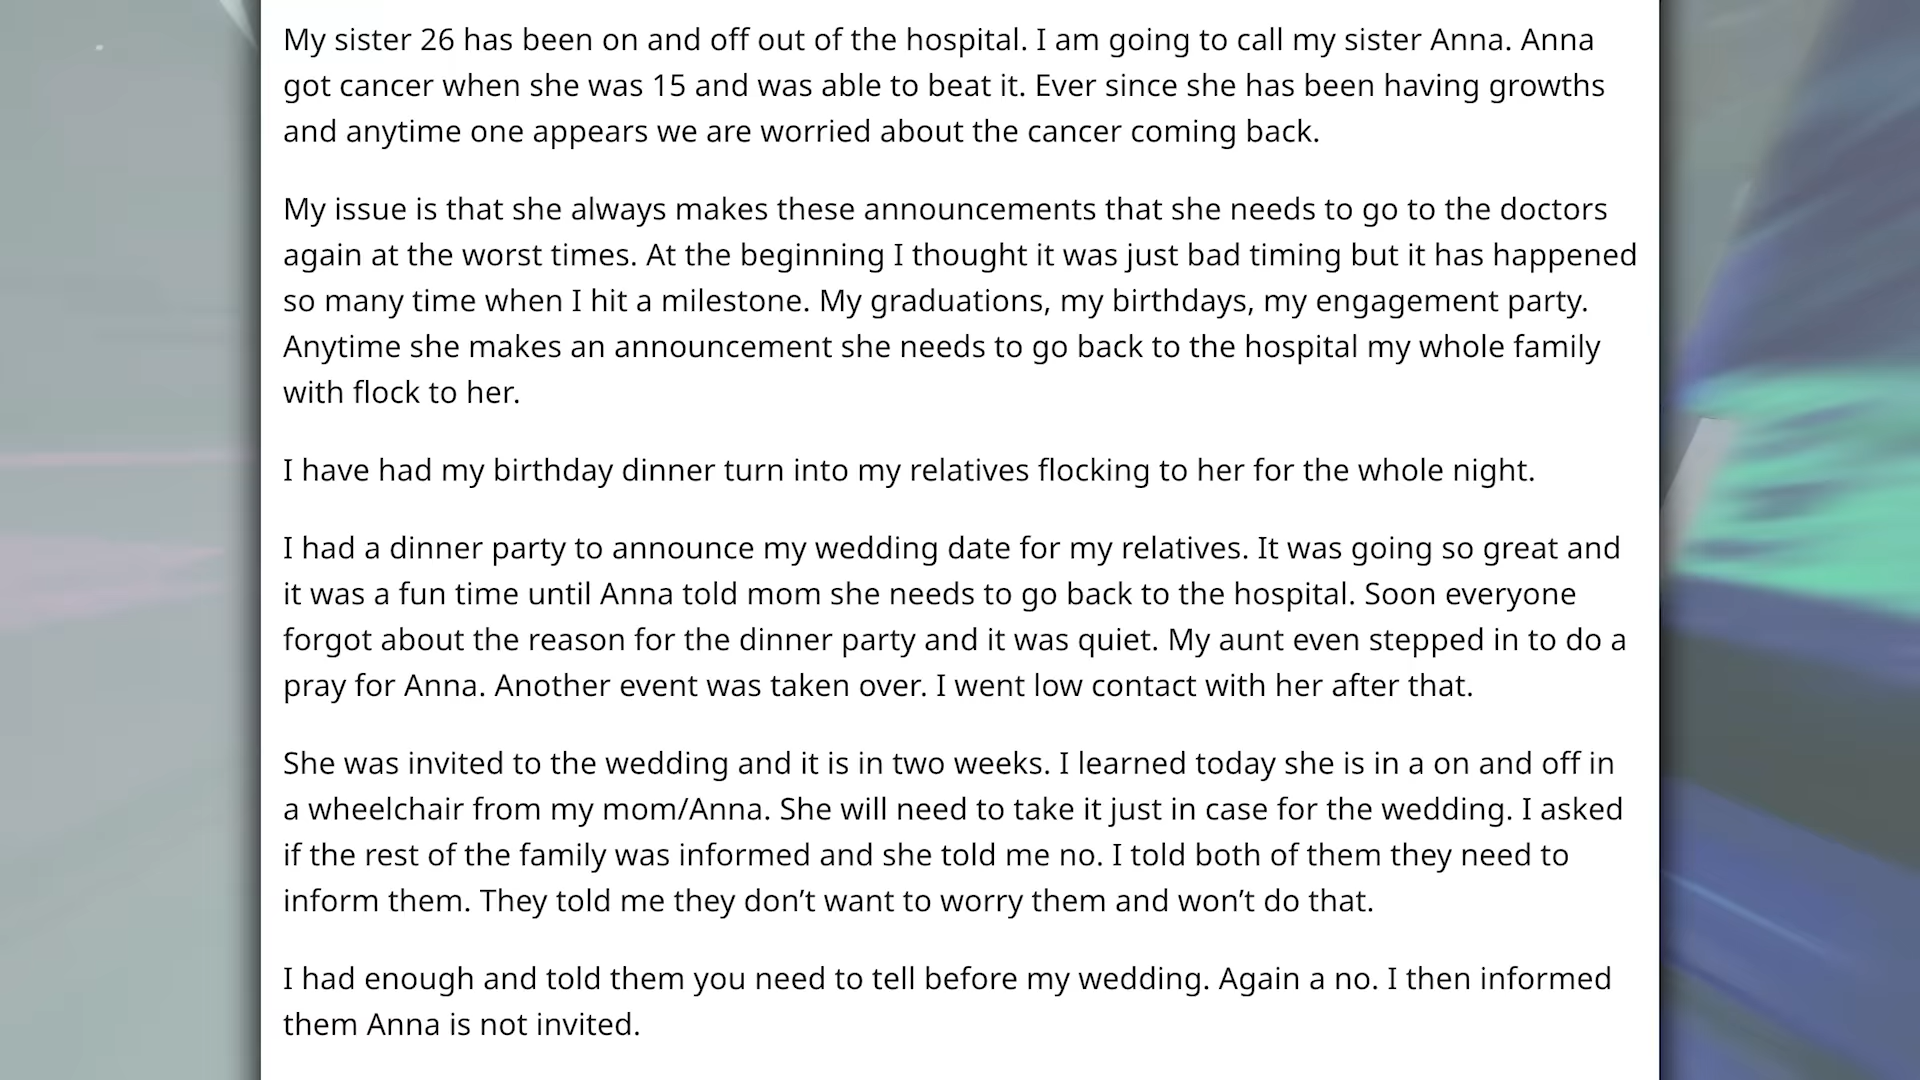 My sister 26 has been on and off out of the hospital. I am going to call my sister Anna. Anna
got cancer when she was 15 and was able to beat it. Ever since she has been having growths
and anytime one appears we are worried about the cancer coming back.
My issue is that she always makes these announcements that she needs to go to the doctors
again at the worst times. At the beginning I thought it was just bad timing but it has happened
so many time when I hit a milestone. My graduations, my birthdays, my engagement party.
Anytime she makes an announcement she needs to go back to the hospital my whole family
with flock to her.
I have had my birthday dinner turn into my relatives flocking to her for the whole night.
I had a dinner party to announce my wedding date for my relatives. It was going so great and
it was a fun time until Anna told mom she needs to go back to the hospital. Soon everyone
forgot about the reason for the dinner party and it was quiet. My aunt even stepped in to do a
pray for Anna. Another event was taken over. I went low contact with her after that.
She was invited to the wedding and it is in two weeks. I learned today she is in a on and off in
a wheelchair from my mom/Anna. She will need to take it just in case for the wedding. I asked
if the rest of the family was informed and she told me no. I told both of them they need to
inform them. They told me they don’t want to worry them and won’t do that.
I had enough and told them you need to tell before my wedding. Again a no. I then informed
them Anna is not invited.